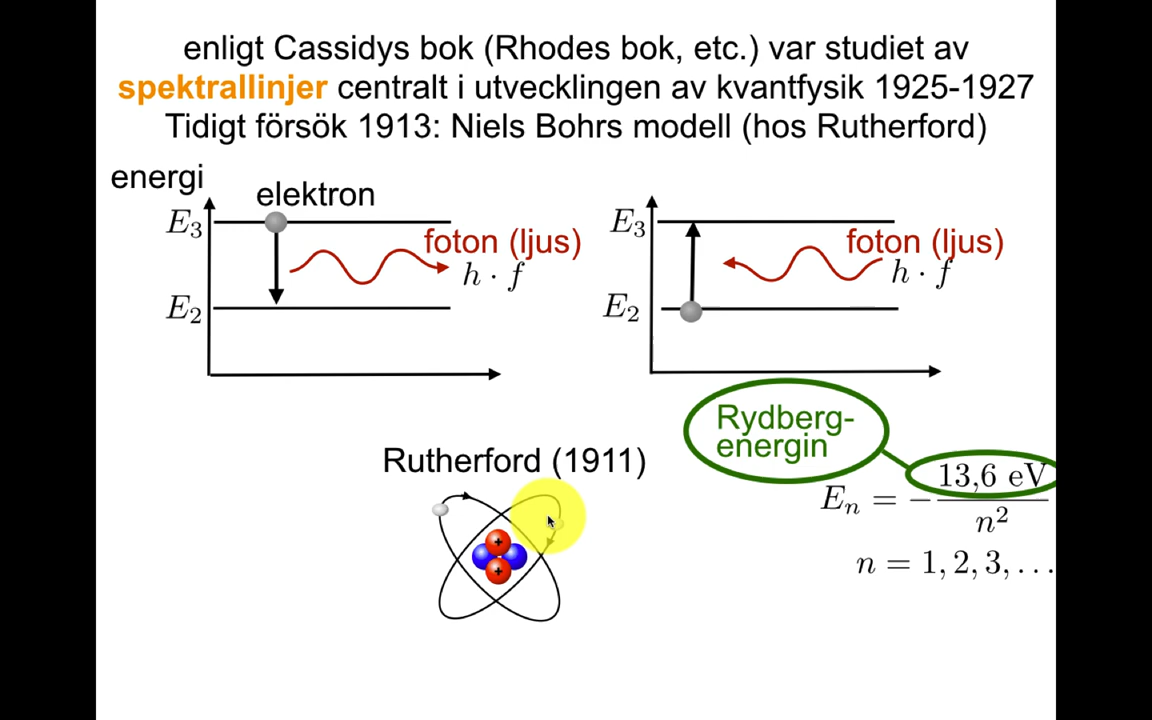 enligt Cassidys bok (Rhodes bok, etc.) var studiet av
spektrallinjer centralt i utvecklingen av kvantfysik 1925-1927
Tidigt försök 1913: Niels Bohrs modell (hos Rutherford)
energi
elektron
E₃
foton (ljus)
h · f
E₂
E₃
foton (ljus)
h · f
E₂
Rydberg-
energin
Rutherford (1911)
Eₙ = − 13,6 eV / n²
n = 1, 2, 3, . . .
+
+